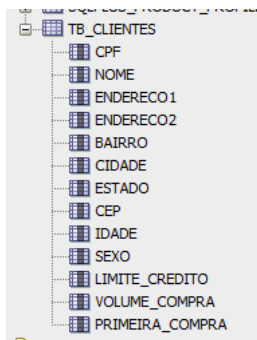 TB_CLIENTES
CPF
NOME
ENDERECO1
ENDERECO2
BAIRRO
CIDADE
ESTADO
CEP
IDADE
SEXO
LIMITE_CREDITO
VOLUME_COMPRA
PRIMEIRA_COMPRA